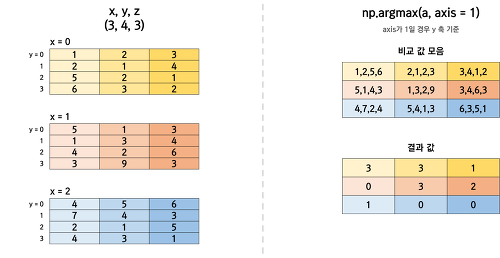 x, y, z
(3, 4, 3)
x = 0
y = 0 1 2 3
1 2 1 4
2 5 2 1
3 6 3 2
x = 1
y = 0 5 1 3
1 1 3 4
2 4 2 6
3 3 9 3
x = 2
y = 0 4 5 6
1 7 4 3
2 2 1 5
3 4 3 1
np.argmax(a, axis = 1)
axis가 1일 경우 y 축 기준
비교 값 모음
1,2,5,6 2,1,2,3 3,4,1,2
5,1,4,3 1,3,2,9 3,4,6,3
4,7,2,4 5,4,1,3 6,3,5,1
결과 값
3 3 1
0 3 2
1 0 0